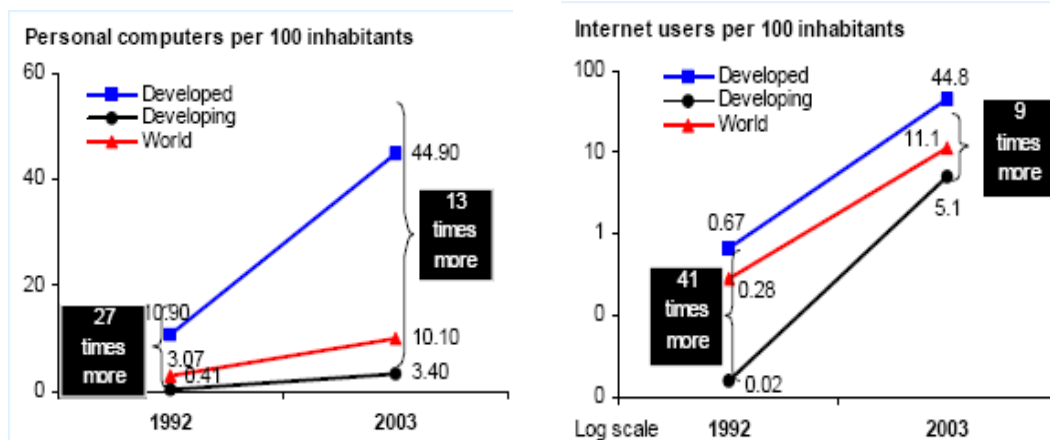 Personal computers per 100 inhabitants
60
40
20
0
Developed
Developing
World
44.90
13
times
more
27
times
more
10.90
3.07
0.41
10.10
3.40
1992
2003
Internet users per 100 inhabitants
100
10
1
0
0
Developed
Developing
World
44.8
9
times
more
11.1
5.1
0.67
41
times
more
0.28
0.02
Log scale
1992
2003